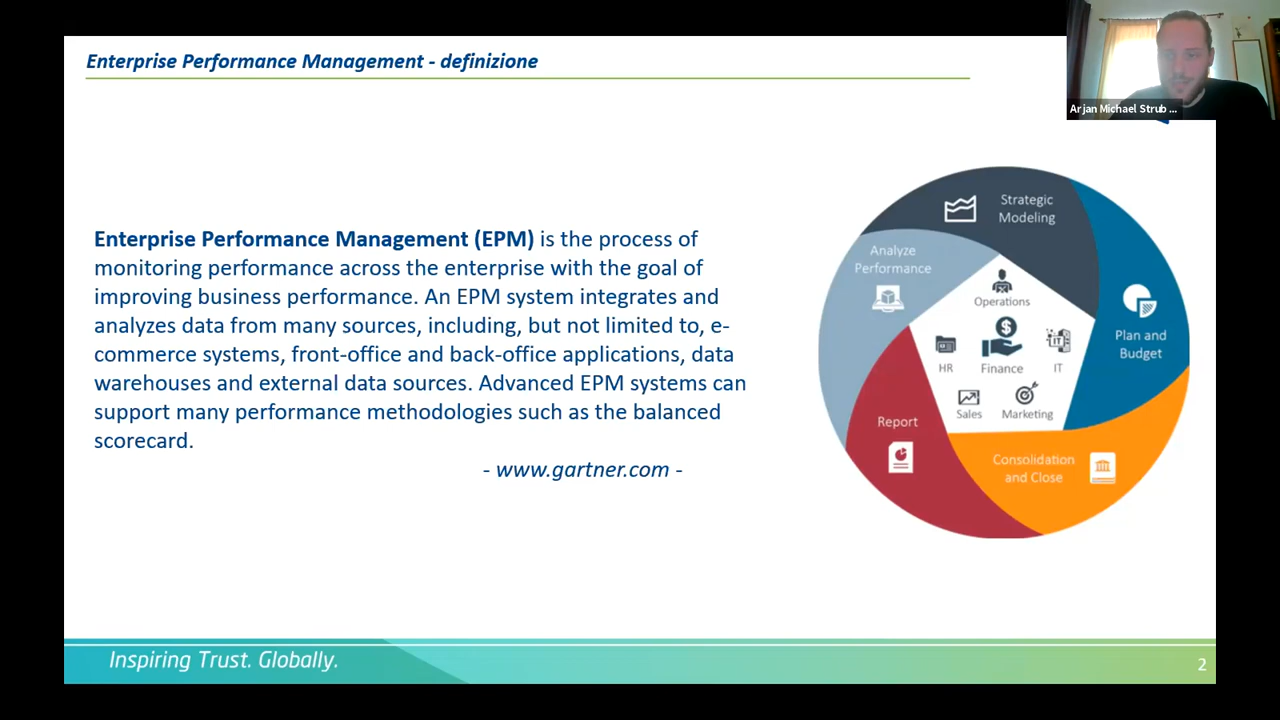 Enterprise Performance Management - definizione
Arjan Michael Strub ...
Enterprise Performance Management (EPM) is the process of
monitoring performance across the enterprise with the goal of
improving business performance. An EPM system integrates and
analyzes data from many sources, including, but not limited to, e-
commerce systems, front-office and back-office applications, data
warehouses and external data sources. Advanced EPM systems can
support many performance methodologies such as the balanced
scorecard.
- www.gartner.com -
Strategic
Modeling
Analyze
Performance
Operations
Plan and
Budget
HR
Finance
IT
IT
Sales
Marketing
Report
Consolidation
and Close
Inspiring Trust. Globally.
2